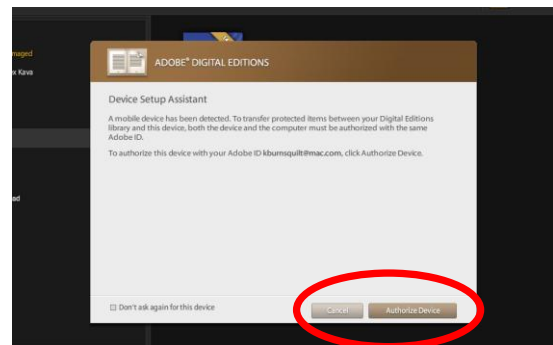 maged
x Kava
ADOBE® DIGITAL EDITIONS
Device Setup Assistant
A mobile device has been detected. To transfer protected items between your Digital Editions
library and this device, both the device and the computer must be authorized with the same
Adobe ID.
To authorize this device with your Adobe ID kburnsquilt@mac.com, click Authorize Device.
ad
Don't ask again for this device
Cancel
Authorize Device